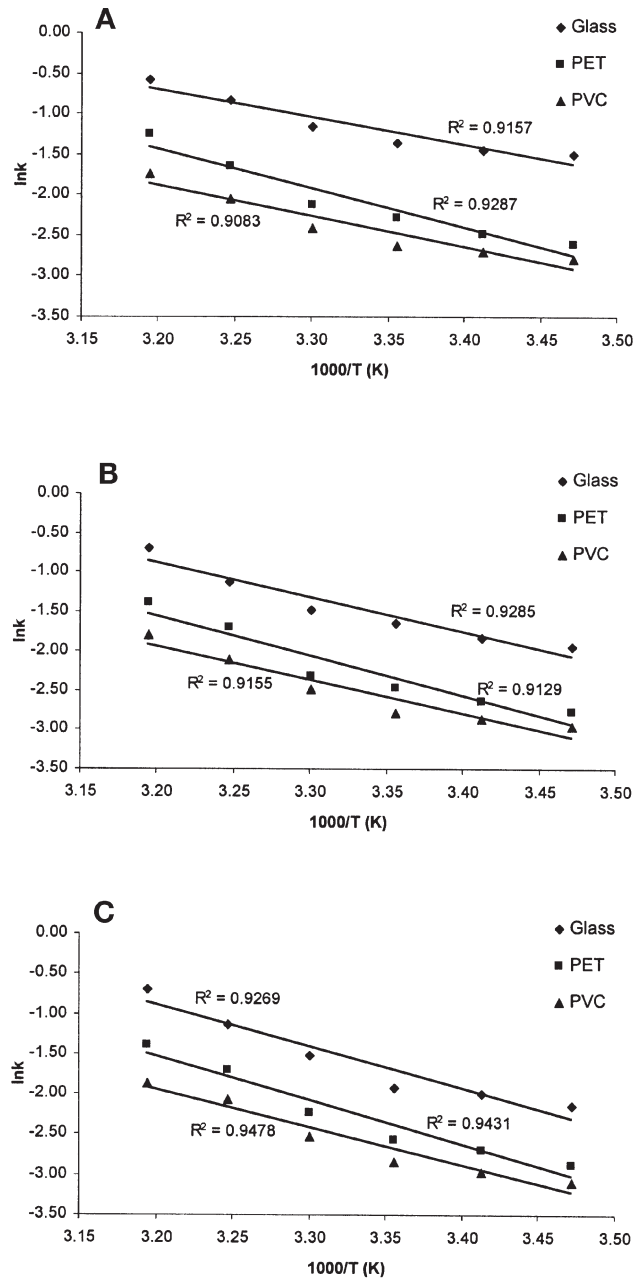 A
0.00
-0.50
-1.00
-1.50
-2.00
-2.50
-3.00
-3.50
lnk
3.15 3.20 3.25 3.30 3.35 3.40 3.45 3.50
1000/T (K)
Glass
PET
PVC
R² = 0.9157
R² = 0.9287
R² = 0.9083
B
0.00
-0.50
-1.00
-1.50
-2.00
-2.50
-3.00
-3.50
lnk
3.15 3.20 3.25 3.30 3.35 3.40 3.45 3.50
1000/T (K)
Glass
PET
PVC
R² = 0.9285
R² = 0.9155
R² = 0.9129
C
0.00
-0.50
-1.00
-1.50
-2.00
-2.50
-3.00
-3.50
lnk
3.15 3.20 3.25 3.30 3.35 3.40 3.45 3.50
1000/T (K)
Glass
PET
PVC
R² = 0.9269
R² = 0.9431
R² = 0.9478